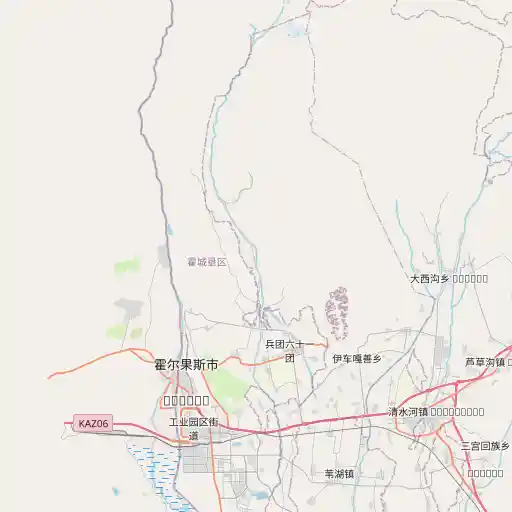 霍城垦区
大西沟乡
兵团六十一
团
伊车嘎善乡
霍尔果斯市
芦草沟镇
清水河镇
工业园区街
道
KAZ06
三宫回族乡
苇湖镇